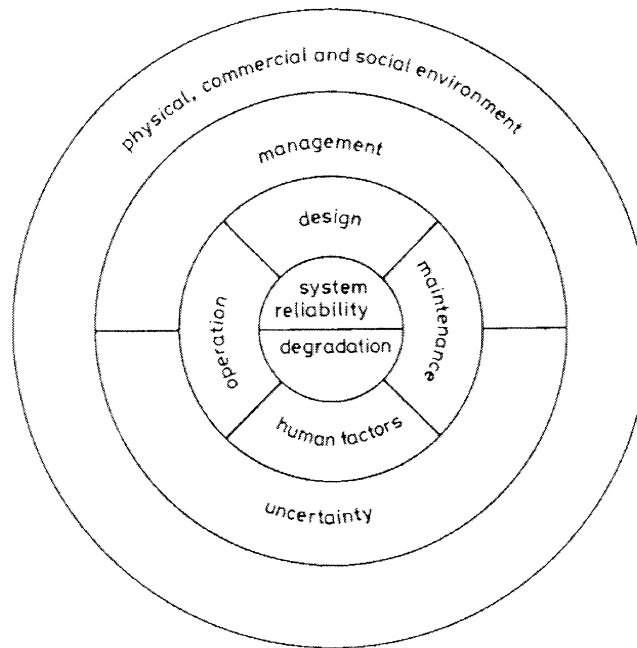 physical, commercial and social environment
management
design
operation
maintenance
system
reliability
degradation
human factors
uncertainty